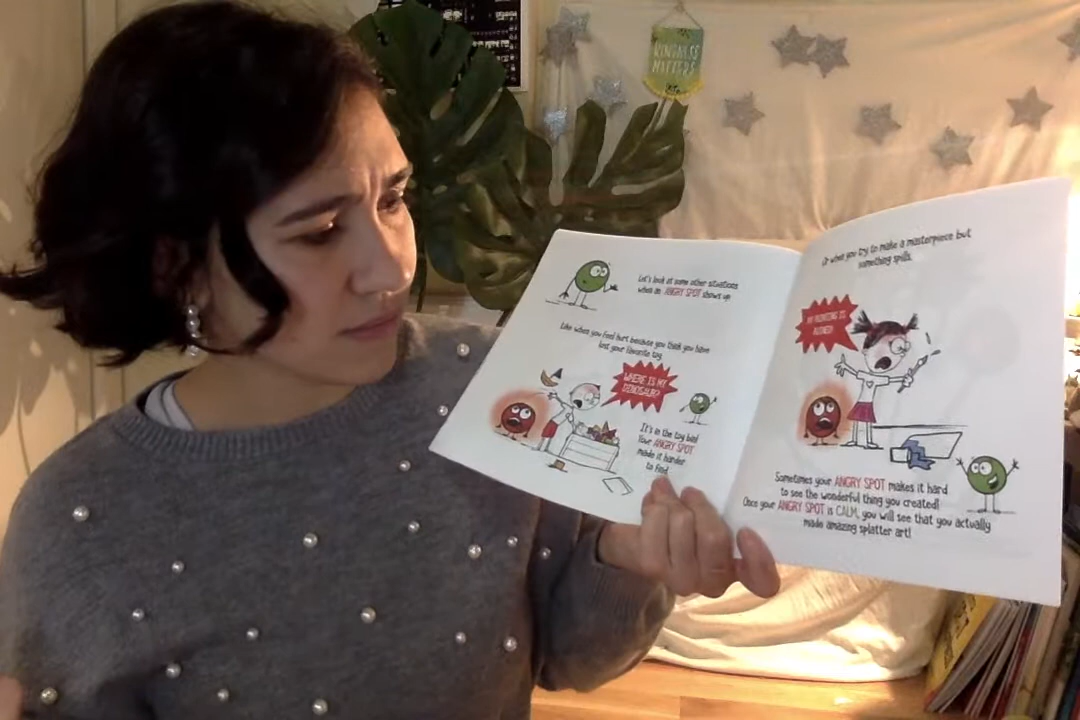 KINDNESS
MATTERS
Let's look at some other situations
when an ANGRY SPOT shows up
Like when you feel hurt because you think you have
lost your favorite toy
WHERE IS MY
DINOSAUR?
It's in the toy bin!
Your ANGRY SPOT
made it harder
to find.
Or when you try to make a masterpiece but
something spills.
MY PAINTING IS
RUINED!
Sometimes your ANGRY SPOT makes it hard
to see the wonderful thing you created!
Once your ANGRY SPOT is CALM, you will see that you actually
made amazing splatter art!